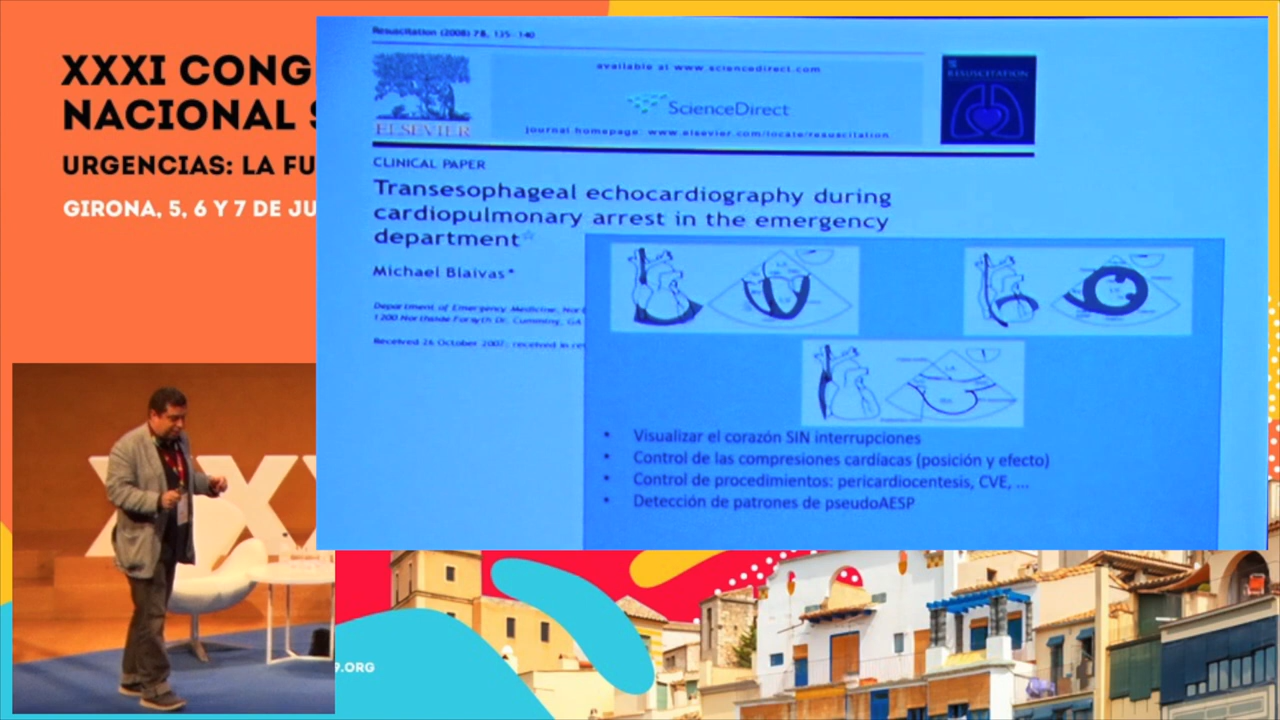 XXXI CONG
NACIONAL S
URGENCIAS: LA FU
GIRONA, 5, 6 Y 7 DE JU
Resuscitation (2008) 78, 135–140
available at www.sciencedirect.com
ScienceDirect
journal homepage: www.elsevier.com/locate/resuscitation
ELSEVIER
RESUSCITATION
CLINICAL PAPER
Transesophageal echocardiography during
cardiopulmonary arrest in the emergency
department☆
Michael Blaivas*
Department of Emergency Medicine,
1200 Northside Forsyth Dr, Cumming, GA
Received 26 October 2007; received in
• Visualizar el corazón SIN interrupciones
• Control de las compresiones cardíacas (posición y efecto)
• Control de procedimientos: pericardiocentesis, CVE, ...
• Detección de patrones de pseudoAESP
XXX
9.ORG